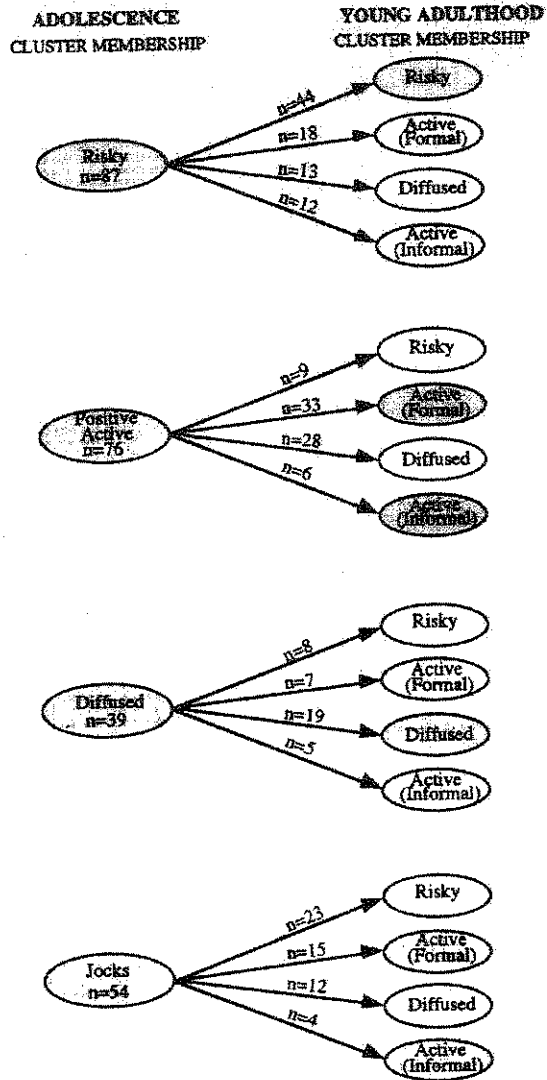 ADOLESCENCE
CLUSTER MEMBERSHIP
YOUNG ADULTHOOD
CLUSTER MEMBERSHIP
Risky
n=87
n=44
Risky
n=18
Active
(Formal)
n=13
Diffused
n=12
Active
(Informal)
Positive
Active
n=76
n=9
Risky
n=33
Active
(Formal)
n=28
Diffused
n=6
Active
(Informal)
Diffused
n=39
n=8
Risky
n=7
Active
(Formal)
n=19
Diffused
n=5
Active
(Informal)
Jocks
n=54
n=23
Risky
n=15
Active
(Formal)
n=12
Diffused
n=4
Active
(Informal)